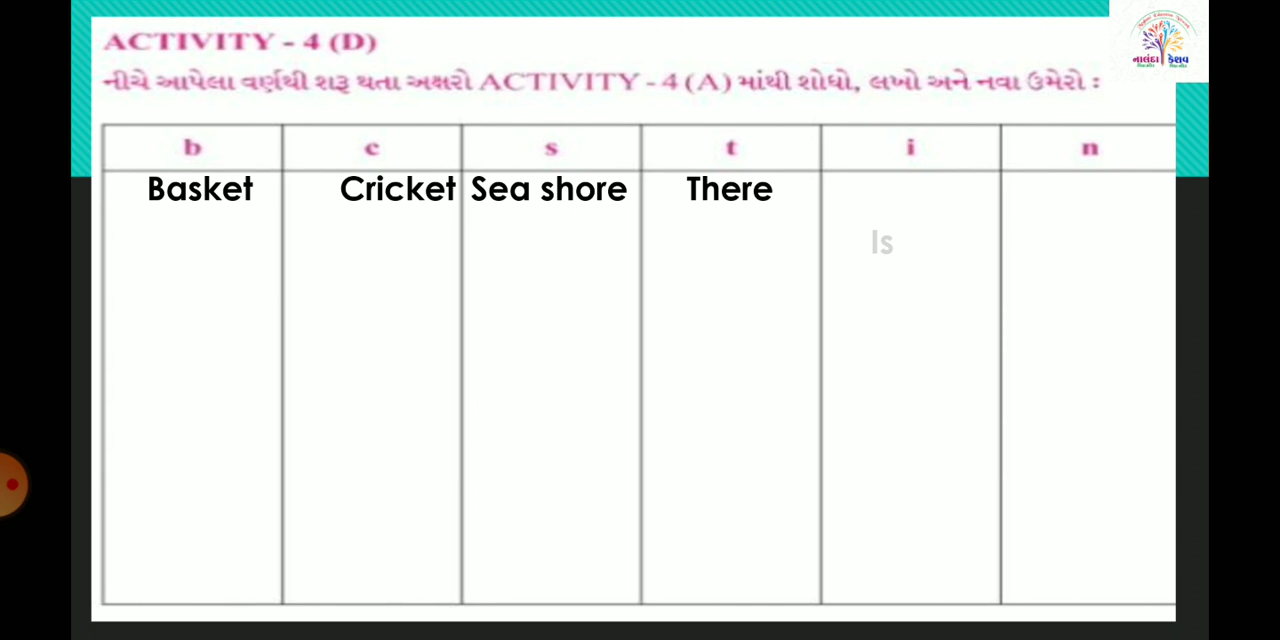 ACTIVITY - 4 (D)
નીચે આપેલા વર્ણથી શરૂ થતા અક્ષરો ACTIVITY - 4 (A) માંથી શોધો, લખો અને નવા ઉમેરો :
b c s t i n
Basket Cricket Sea shore There
Is
નાલંદા કેશવ